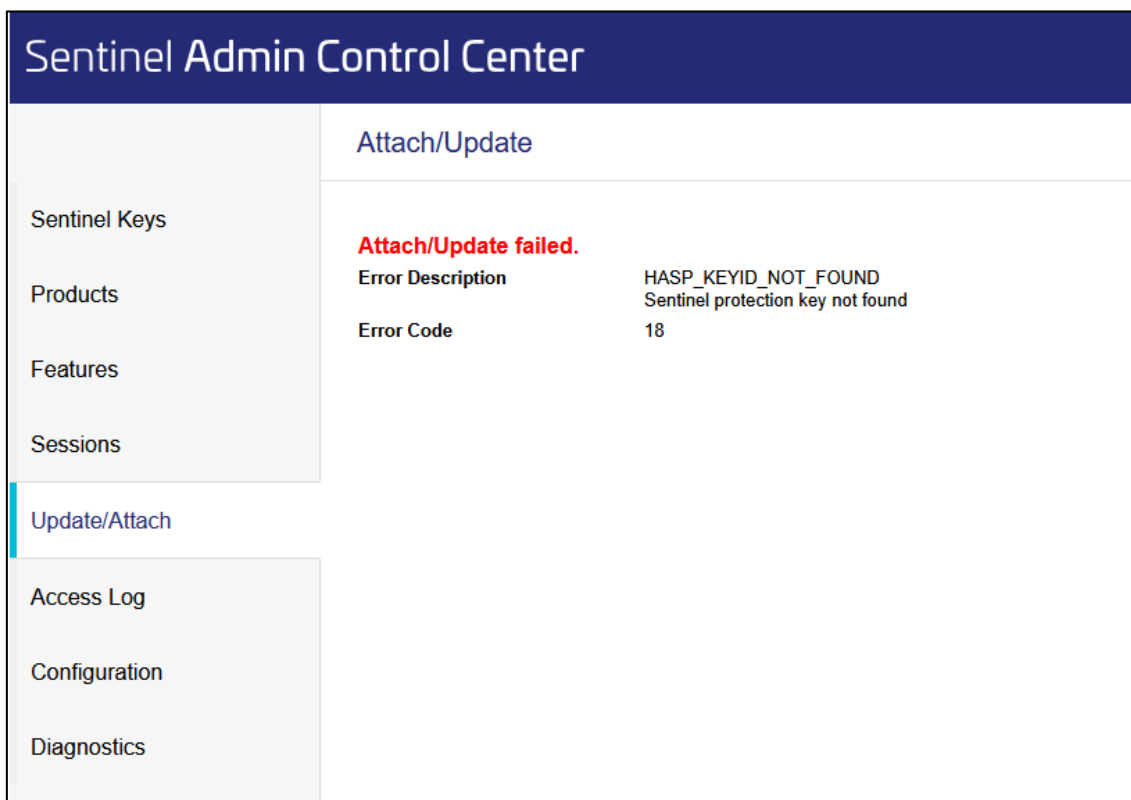 Sentinel Admin Control Center
Attach/Update
Sentinel Keys
Products
Features
Sessions
Update/Attach
Access Log
Configuration
Diagnostics
Attach/Update failed.
Error Description HASP_KEYID_NOT_FOUND
Sentinel protection key not found
Error Code 18